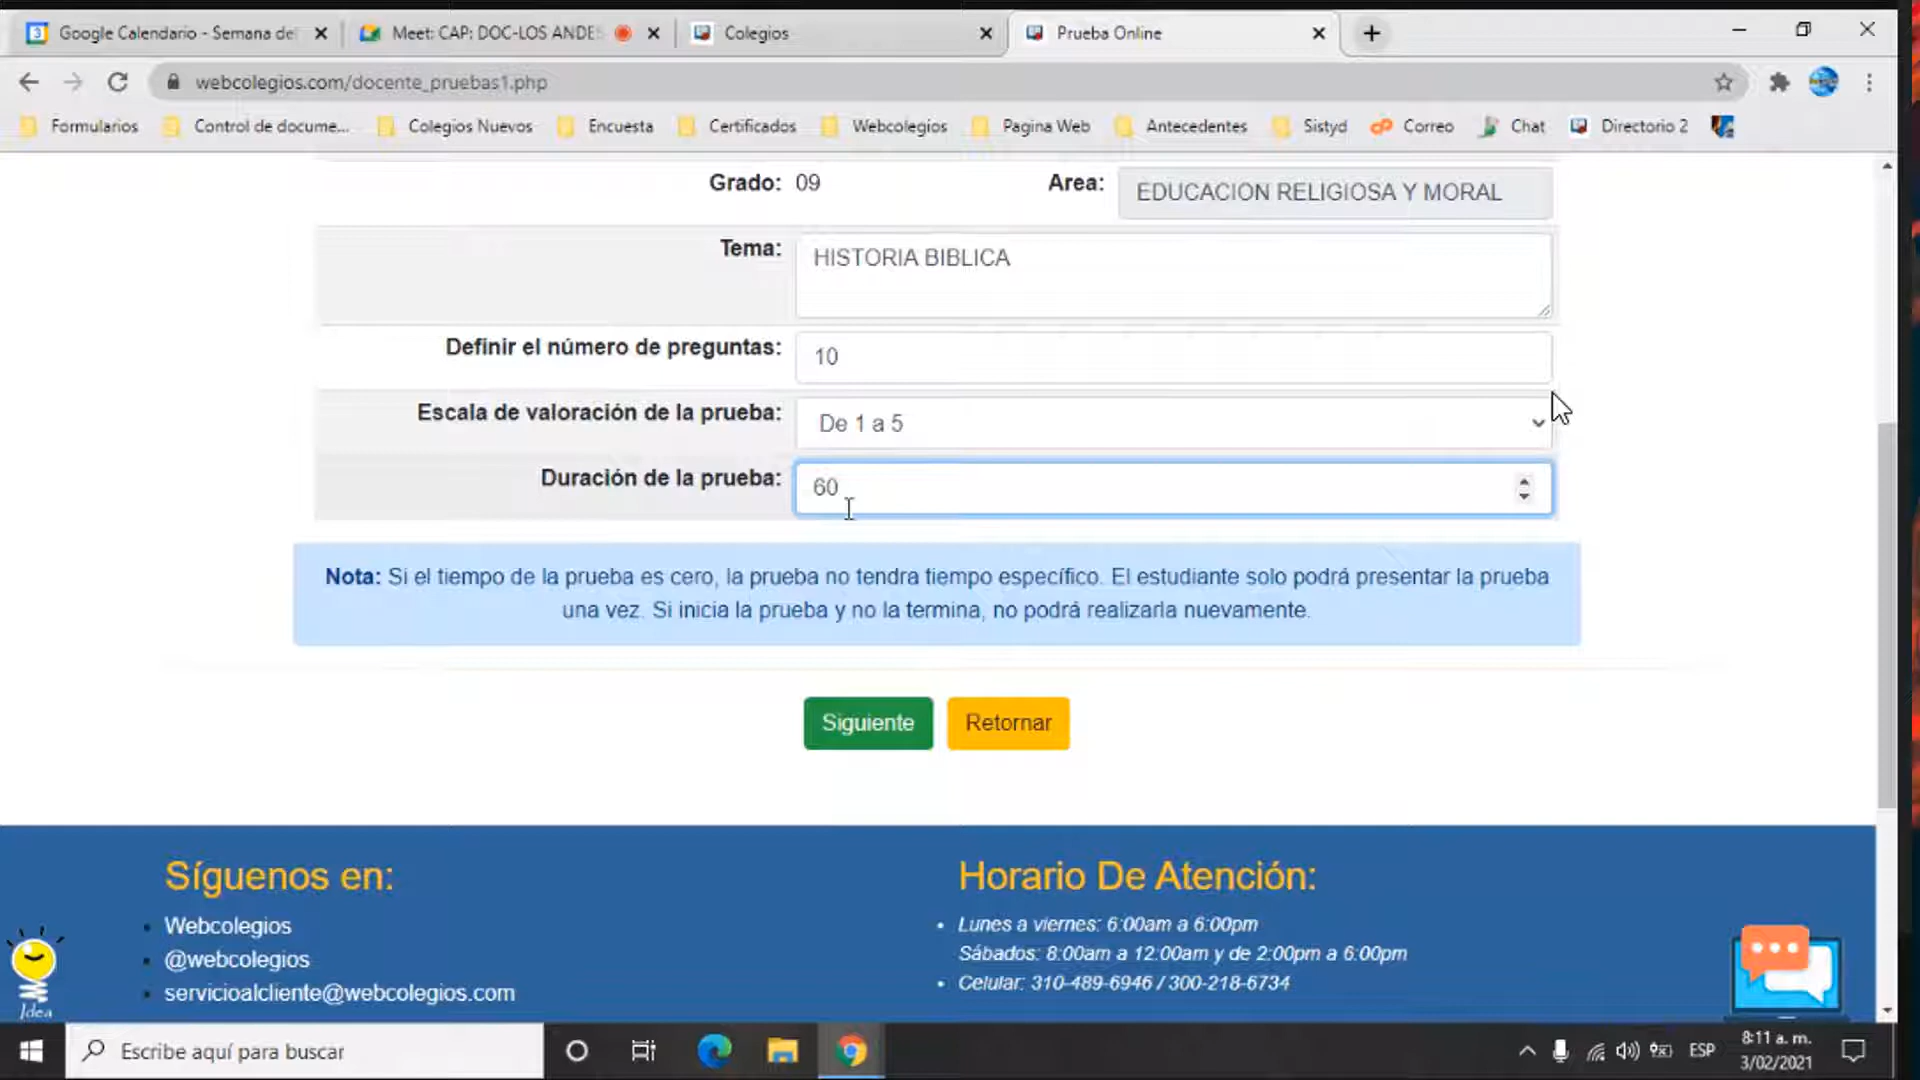 Google Calendario - Semana de
Meet: CAP: DOC-LOS ANDES
Colegios
Prueba Online
webcolegios.com/docente_pruebas1.php
Formularios
Control de docume...
Colegios Nuevos
Encuesta
Certificados
Webcolegios
Pagina Web
Antecedentes
Sistyd
Correo
Chat
Directorio 2
Grado: 09
Area: EDUCACION RELIGIOSA Y MORAL
Tema: HISTORIA BIBLICA
Definir el número de preguntas: 10
Escala de valoración de la prueba: De 1 a 5
Duración de la prueba: 60
Nota: Si el tiempo de la prueba es cero, la prueba no tendra tiempo específico. El estudiante solo podrá presentar la prueba
una vez. Si inicia la prueba y no la termina, no podrá realizarla nuevamente.
Siguiente
Retornar
Síguenos en:
Webcolegios
@webcolegios
servicioalcliente@webcolegios.com
Horario De Atención:
Lunes a viernes: 6:00am a 6:00pm
Sábados: 8:00am a 12:00am y de 2:00pm a 6:00pm
Celular: 310-489-6946 / 300-218-6734
Idea
Escribe aquí para buscar
ESP
8:11 a. m.
3/02/2021